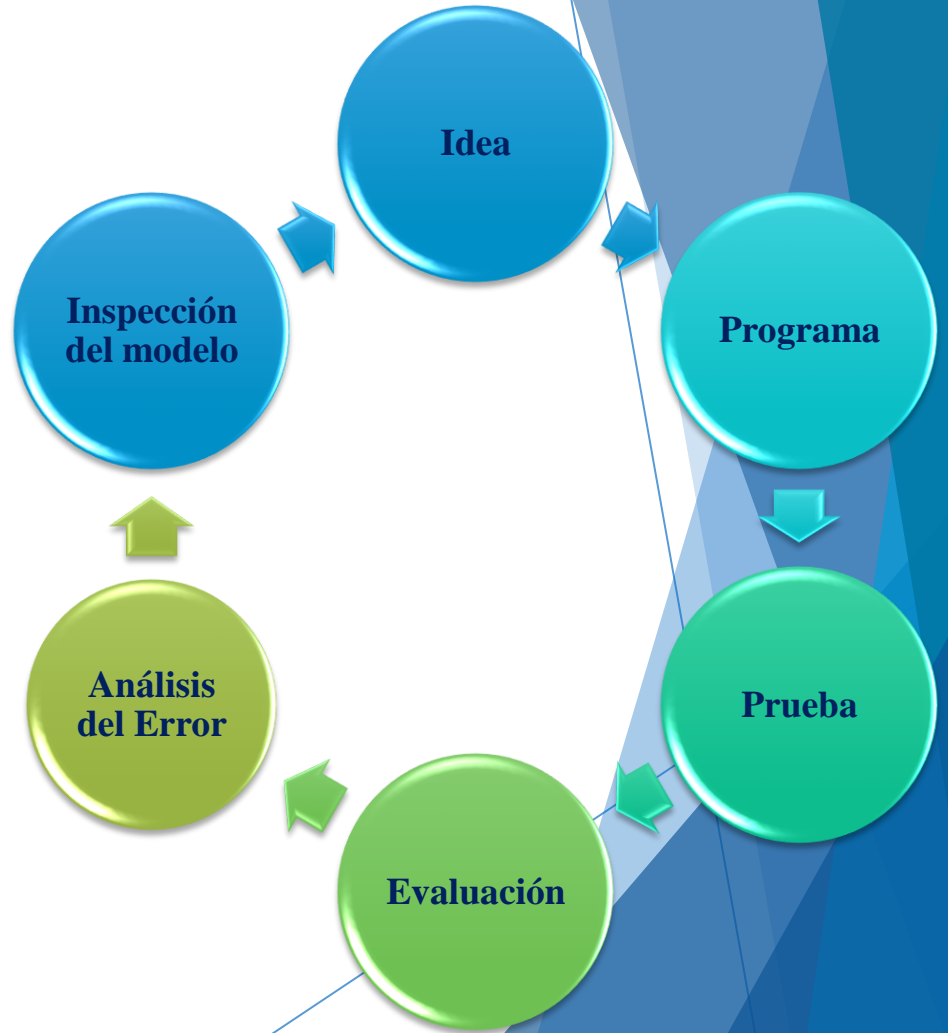 Idea
Programa
Prueba
Evaluación
Análisis
del Error
Inspección
del modelo